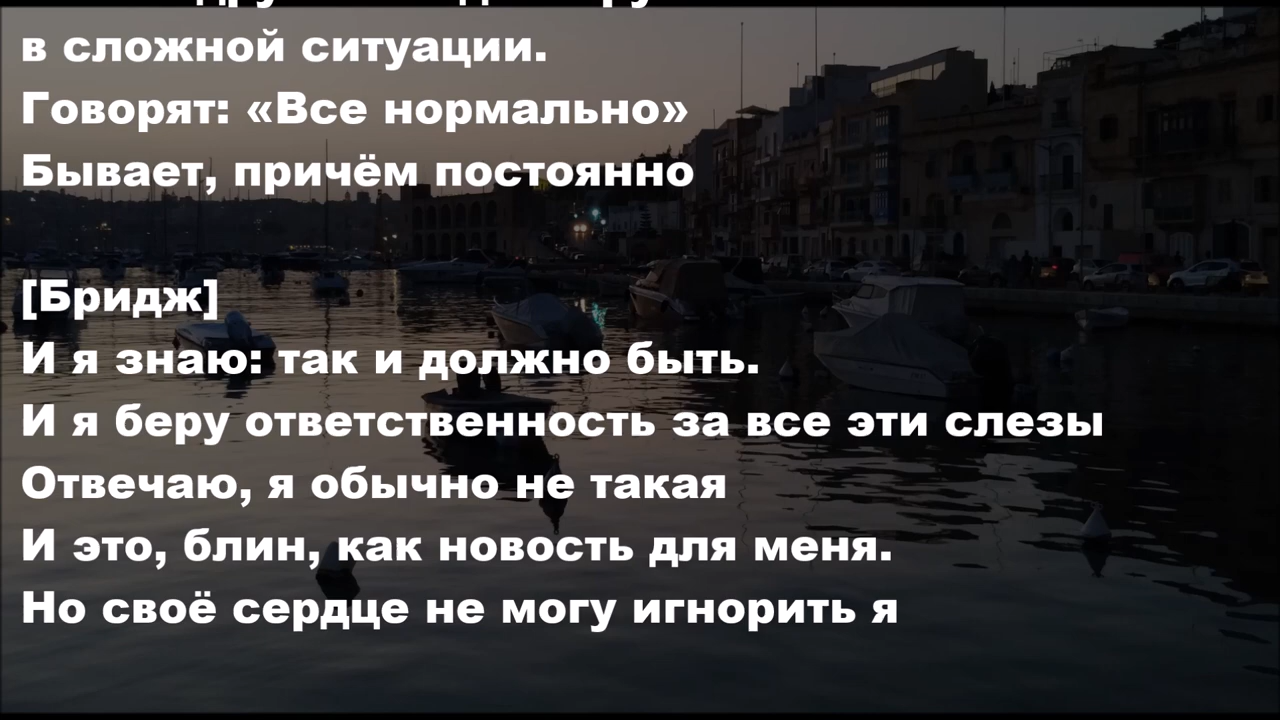 в сложной ситуации.
Говорят: «Все нормально»
Бывает, причём постоянно
[Бридж]
И я знаю: так и должно быть.
И я беру ответственность за все эти слезы
Отвечаю, я обычно не такая
И это, блин, как новость для меня.
Но своё сердце не могу игнорить я